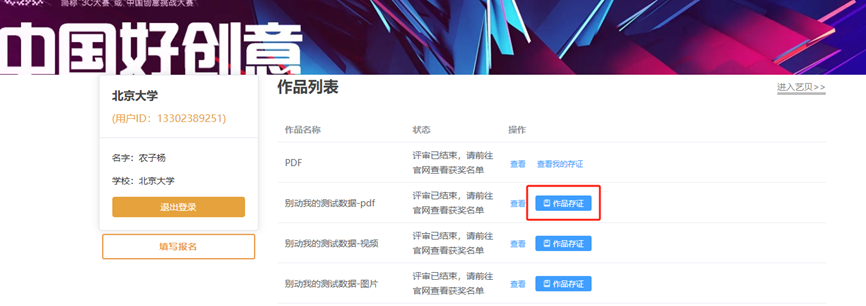 简称"3C大赛"或"中国创意挑战大赛"
中国好创意
北京大学
(用户ID：13302389251)
名字：农子杨
学校：北京大学
退出登录
填写报名
作品列表
进入艺贝>>
作品名称 状态 操作
PDF 评审已结束，请前往 查看 查看我的存证
官网查看获奖名单
别动我的测试数据-pdf 评审已结束，请前往 查看 作品存证
官网查看获奖名单
别动我的测试数据-视频 评审已结束，请前往 查看 作品存证
官网查看获奖名单
别动我的测试数据-图片 评审已结束，请前往 查看 作品存证
官网查看获奖名单